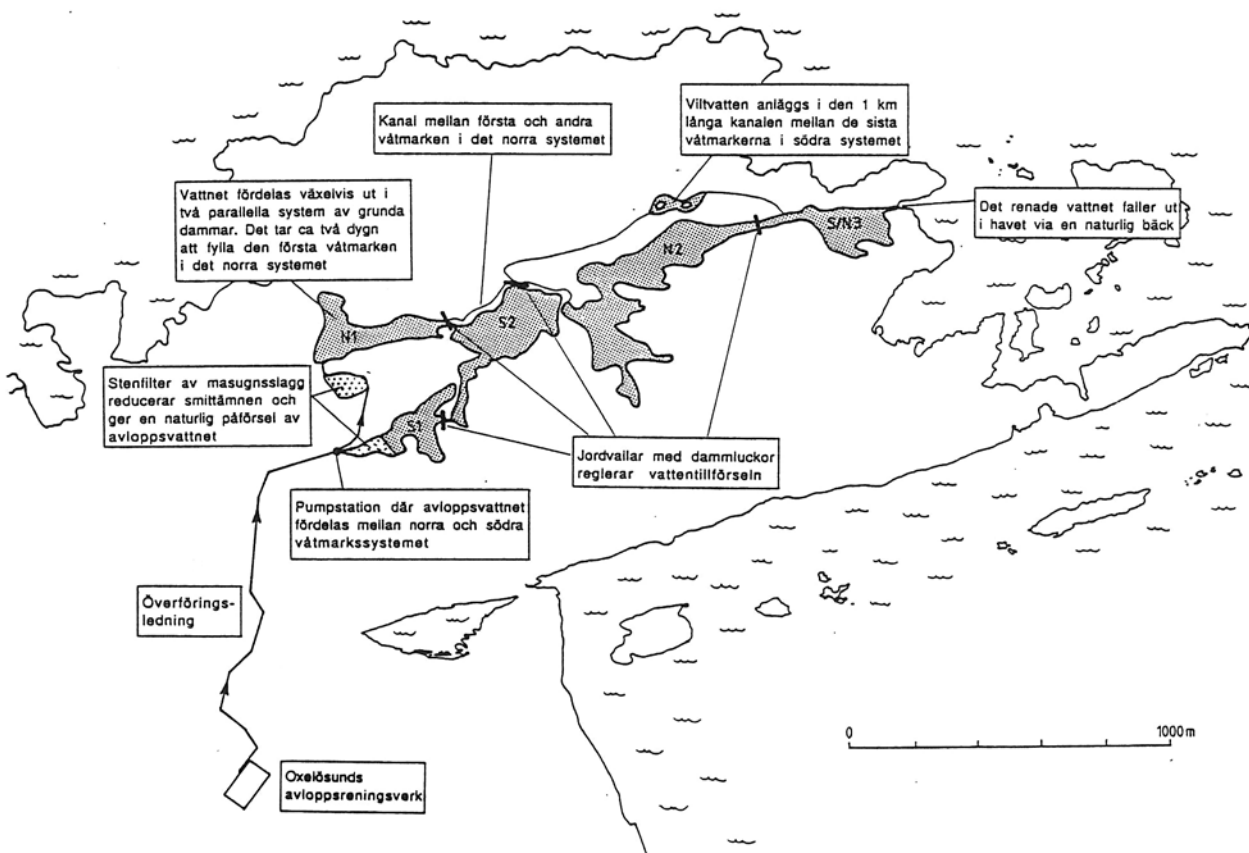 Kanal mellan första och andra
våtmarken i det norra systemet
Viltvatten anläggs i den 1 km
långa kanalen mellan de sista
våtmarkerna i södra systemet
Vattnet fördelas växelvis ut i
två parallella system av grunda
dammar. Det tar ca två dygn
att fylla den första våtmarken
i det norra systemet
Det renade vattnet faller ut
i havet via en naturlig bäck
S/N3
N2
S2
N1
Stenfilter av masugnsslagg
reducerar smittämnen och
ger en naturlig påförsel av
avloppsvattnet
S1
Jordvallar med dammluckor
reglerar vattentillförseln
Pumpstation där avloppsvattnet
fördelas mellan norra och södra
våtmarkssystemet
Överförings-
ledning
0 1000 m
Oxelösunds
avloppsreningsverk